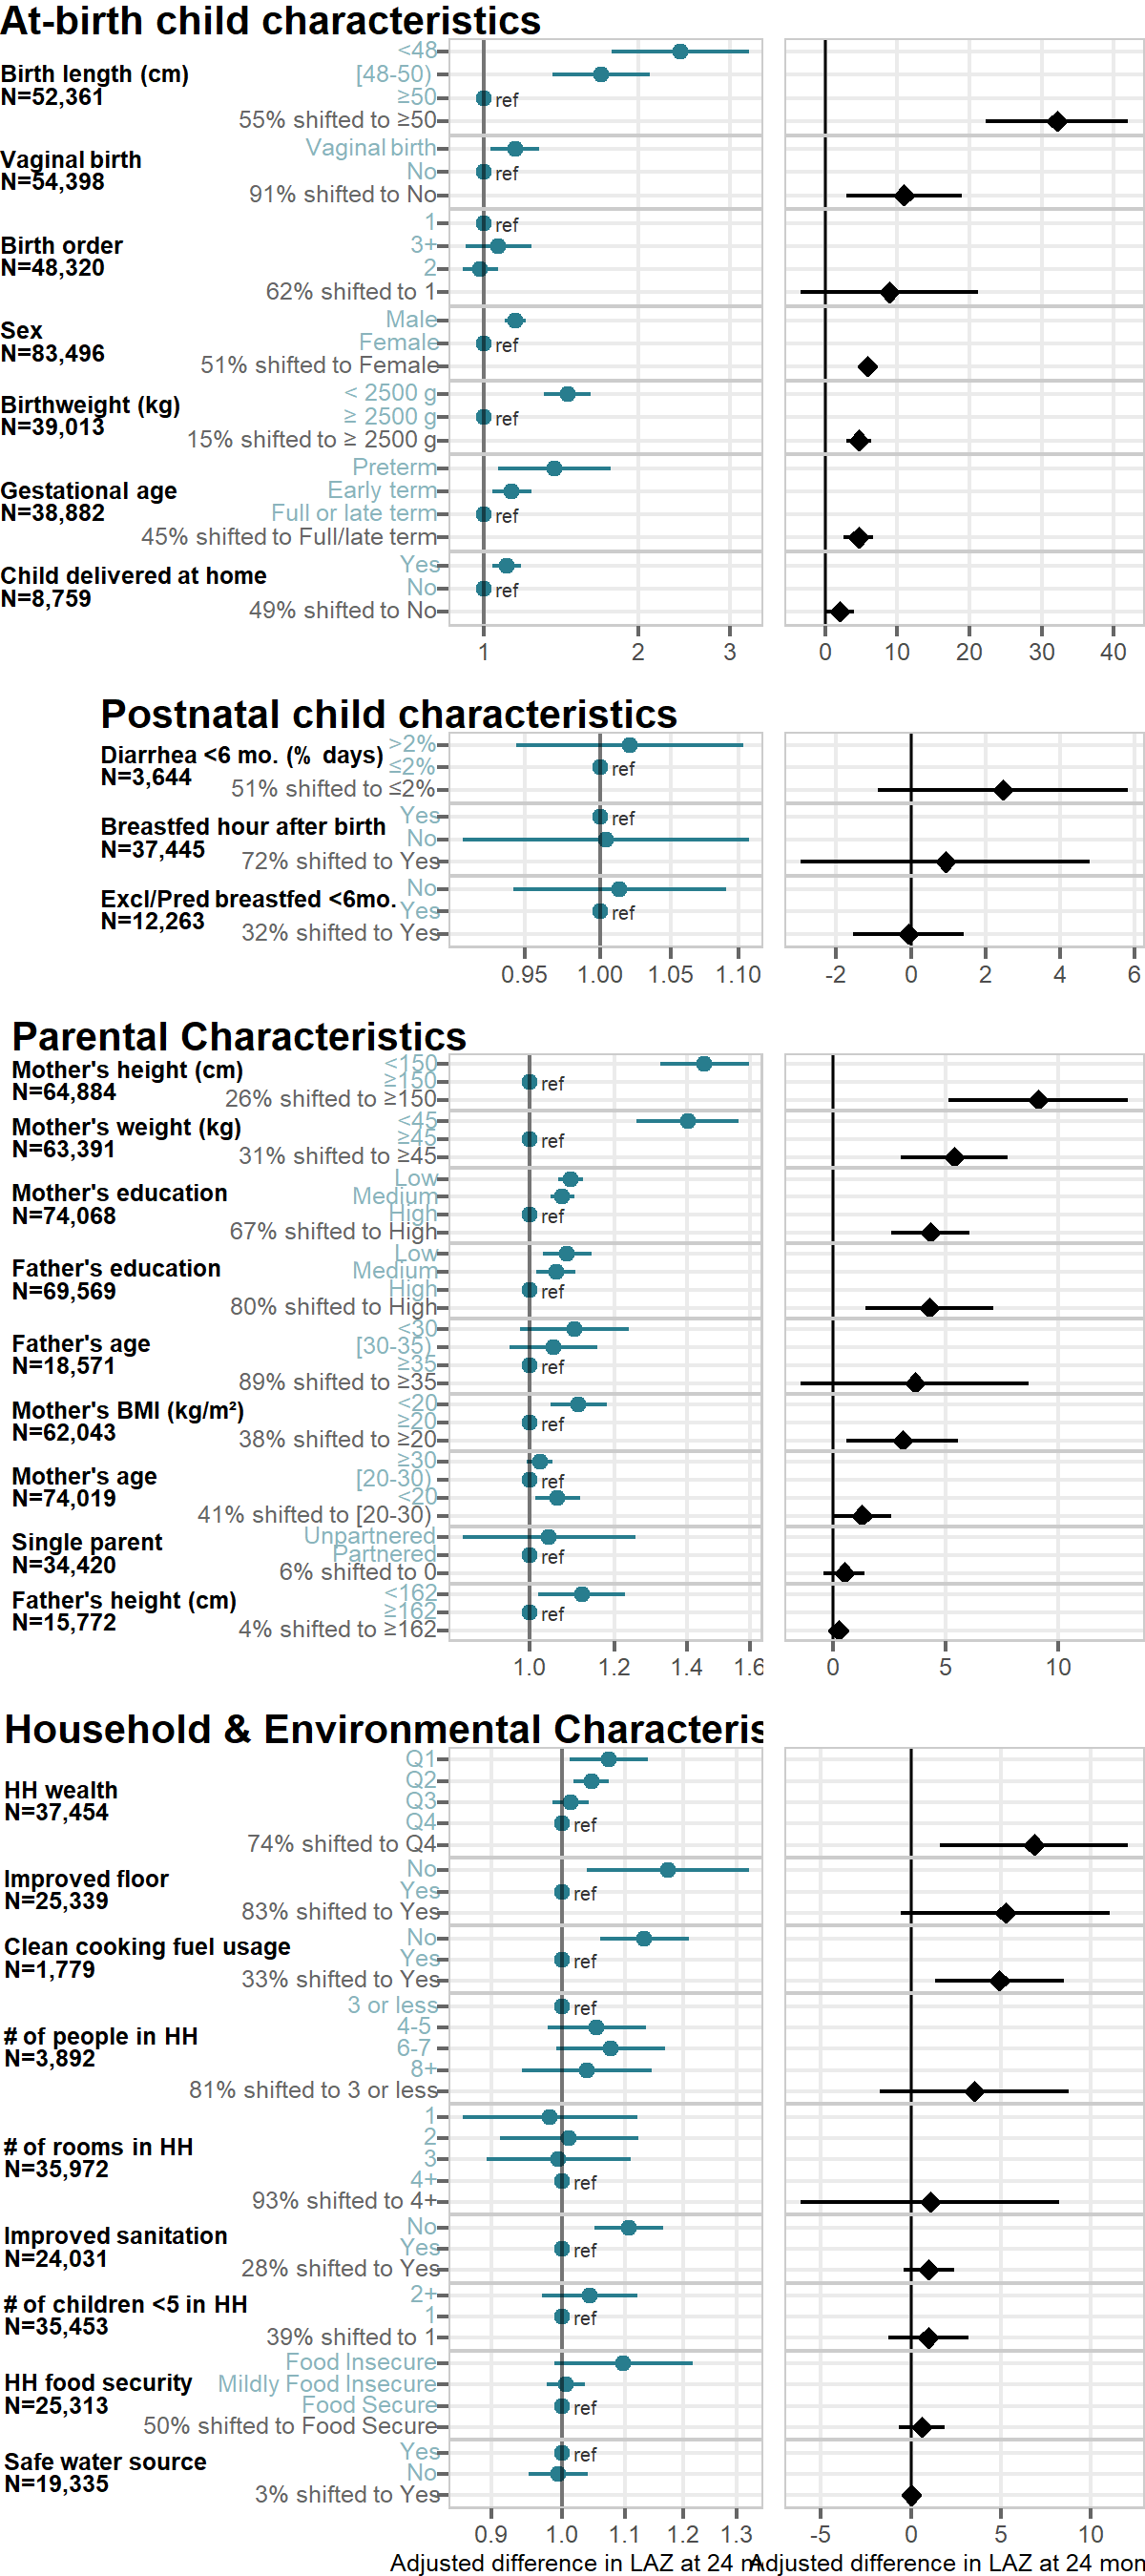 At-birth child characteristics
Birth length (cm)
N=52,361
<48
[48-50)
≥50
ref
55% shifted to ≥50
Vaginal birth
N=54,398
Vaginal birth
No
ref
91% shifted to No
Birth order
N=48,320
1
ref
3+
2
62% shifted to 1
Sex
N=83,496
Male
Female
ref
51% shifted to Female
Birthweight (kg)
N=39,013
< 2500 g
≥ 2500 g
ref
15% shifted to ≥ 2500 g
Gestational age
N=38,882
Preterm
Early term
Full or late term
ref
45% shifted to Full/late term
Child delivered at home
N=8,759
Yes
No
ref
49% shifted to No
1 2 3
0 10 20 30 40
Postnatal child characteristics
Diarrhea <6 mo. (% days)
N=3,644
>2%
≤2%
ref
51% shifted to ≤2%
Breastfed hour after birth
N=37,445
Yes
ref
No
72% shifted to Yes
Excl/Pred breastfed <6mo.
N=12,263
No
Yes
ref
32% shifted to Yes
0.95 1.00 1.05 1.10
-2 0 2 4 6
Parental Characteristics
Mother's height (cm)
N=64,884
<150
≥150
ref
26% shifted to ≥150
Mother's weight (kg)
N=63,391
<45
≥45
ref
31% shifted to ≥45
Mother's education
N=74,068
Low
Medium
High
ref
67% shifted to High
Father's education
N=69,569
Low
Medium
High
ref
80% shifted to High
Father's age
N=18,571
<30
[30-35)
≥35
ref
89% shifted to ≥35
Mother's BMI (kg/m²)
N=62,043
<20
≥20
ref
38% shifted to ≥20
Mother's age
N=74,019
≥30
[20-30)
ref
<20
41% shifted to [20-30)
Single parent
N=34,420
Unpartnered
Partnered
ref
6% shifted to 0
Father's height (cm)
N=15,772
<162
≥162
ref
4% shifted to ≥162
1.0 1.2 1.4 1.6
0 5 10
Household & Environmental Characteris
HH wealth
N=37,454
Q1
Q2
Q3
Q4
ref
74% shifted to Q4
Improved floor
N=25,339
No
Yes
ref
83% shifted to Yes
Clean cooking fuel usage
N=1,779
No
Yes
ref
33% shifted to Yes
# of people in HH
N=3,892
3 or less
ref
4-5
6-7
8+
81% shifted to 3 or less
# of rooms in HH
N=35,972
1
2
3
4+
ref
93% shifted to 4+
Improved sanitation
N=24,031
No
Yes
ref
28% shifted to Yes
# of children <5 in HH
N=35,453
2+
1
ref
39% shifted to 1
HH food security
N=25,313
Food Insecure
Mildly Food Insecure
Food Secure
ref
50% shifted to Food Secure
Safe water source
N=19,335
Yes
ref
No
3% shifted to Yes
0.9 1.0 1.1 1.2 1.3
-5 0 5 10
Adjusted difference in LAZ at 24 m
Adjusted difference in LAZ at 24 mon